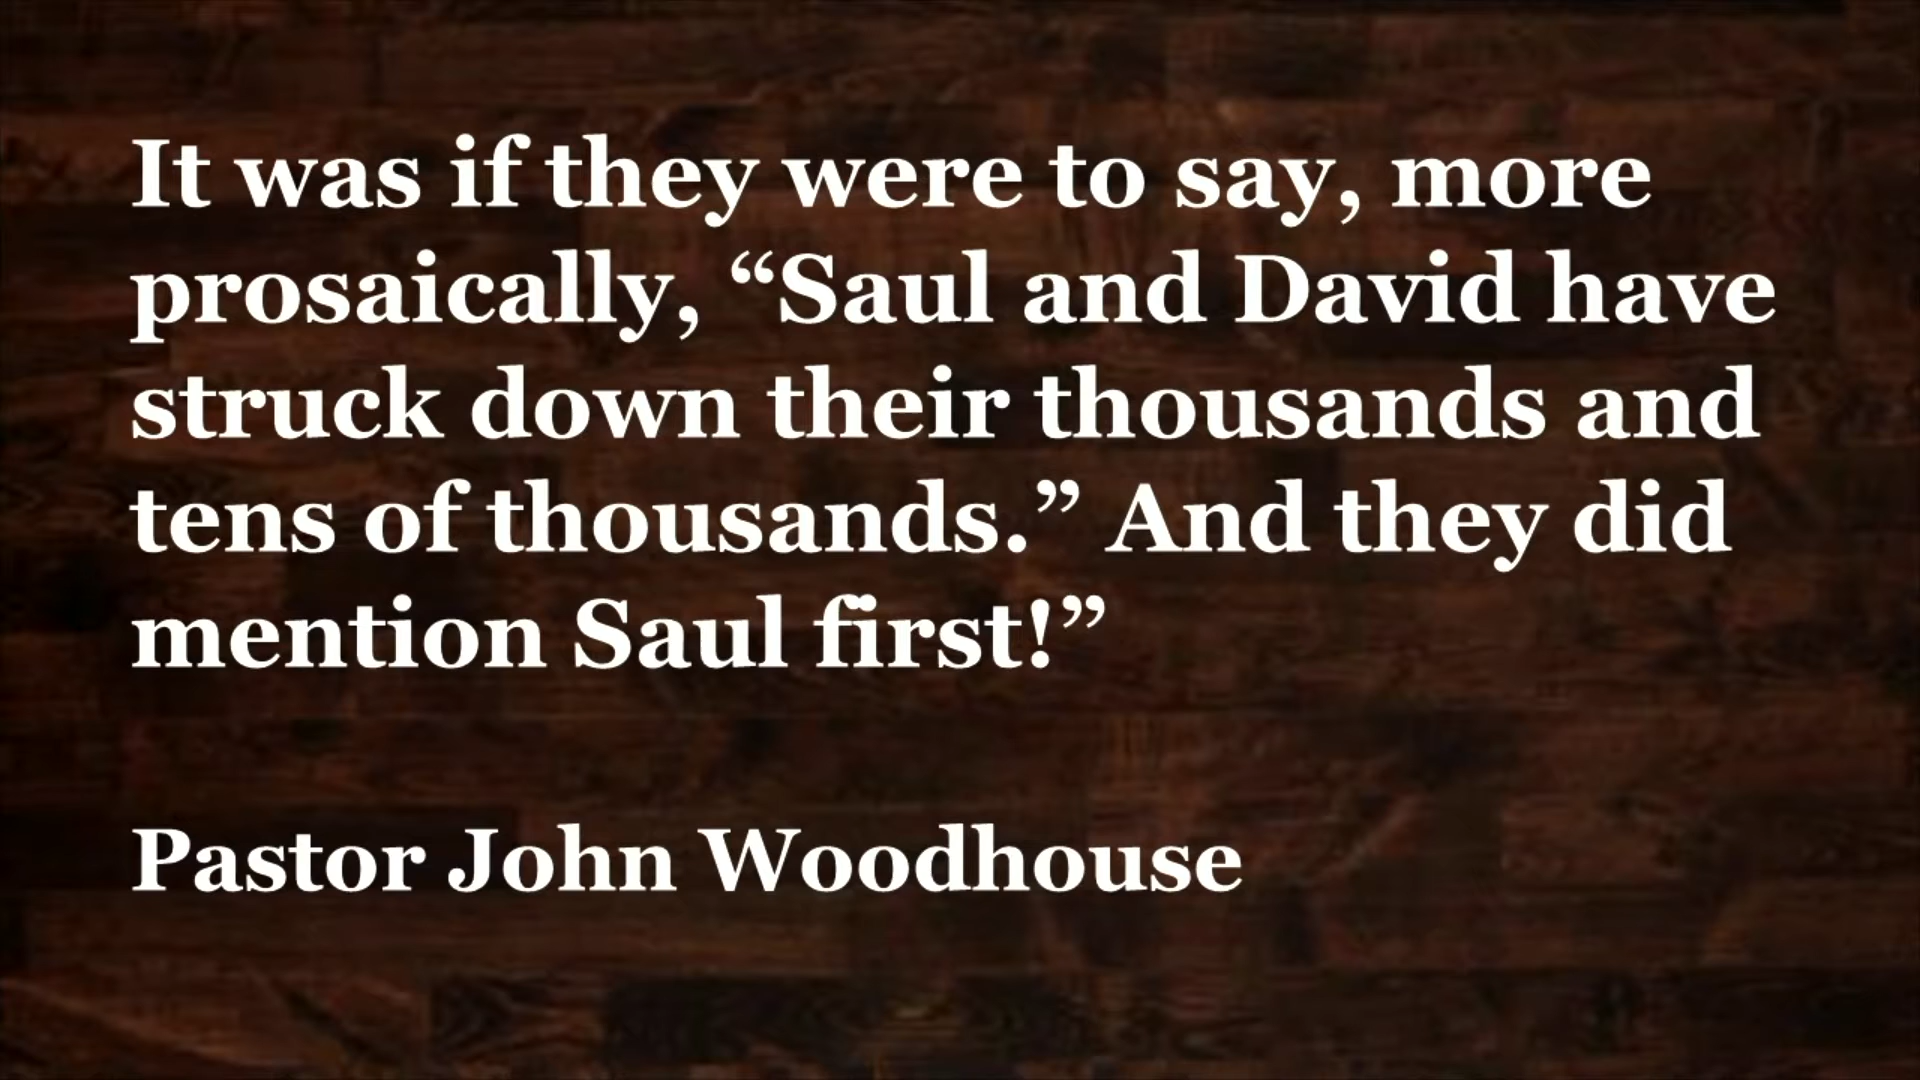 It was if they were to say, more
prosaically, “Saul and David have
struck down their thousands and
tens of thousands.” And they did
mention Saul first!”
Pastor John Woodhouse